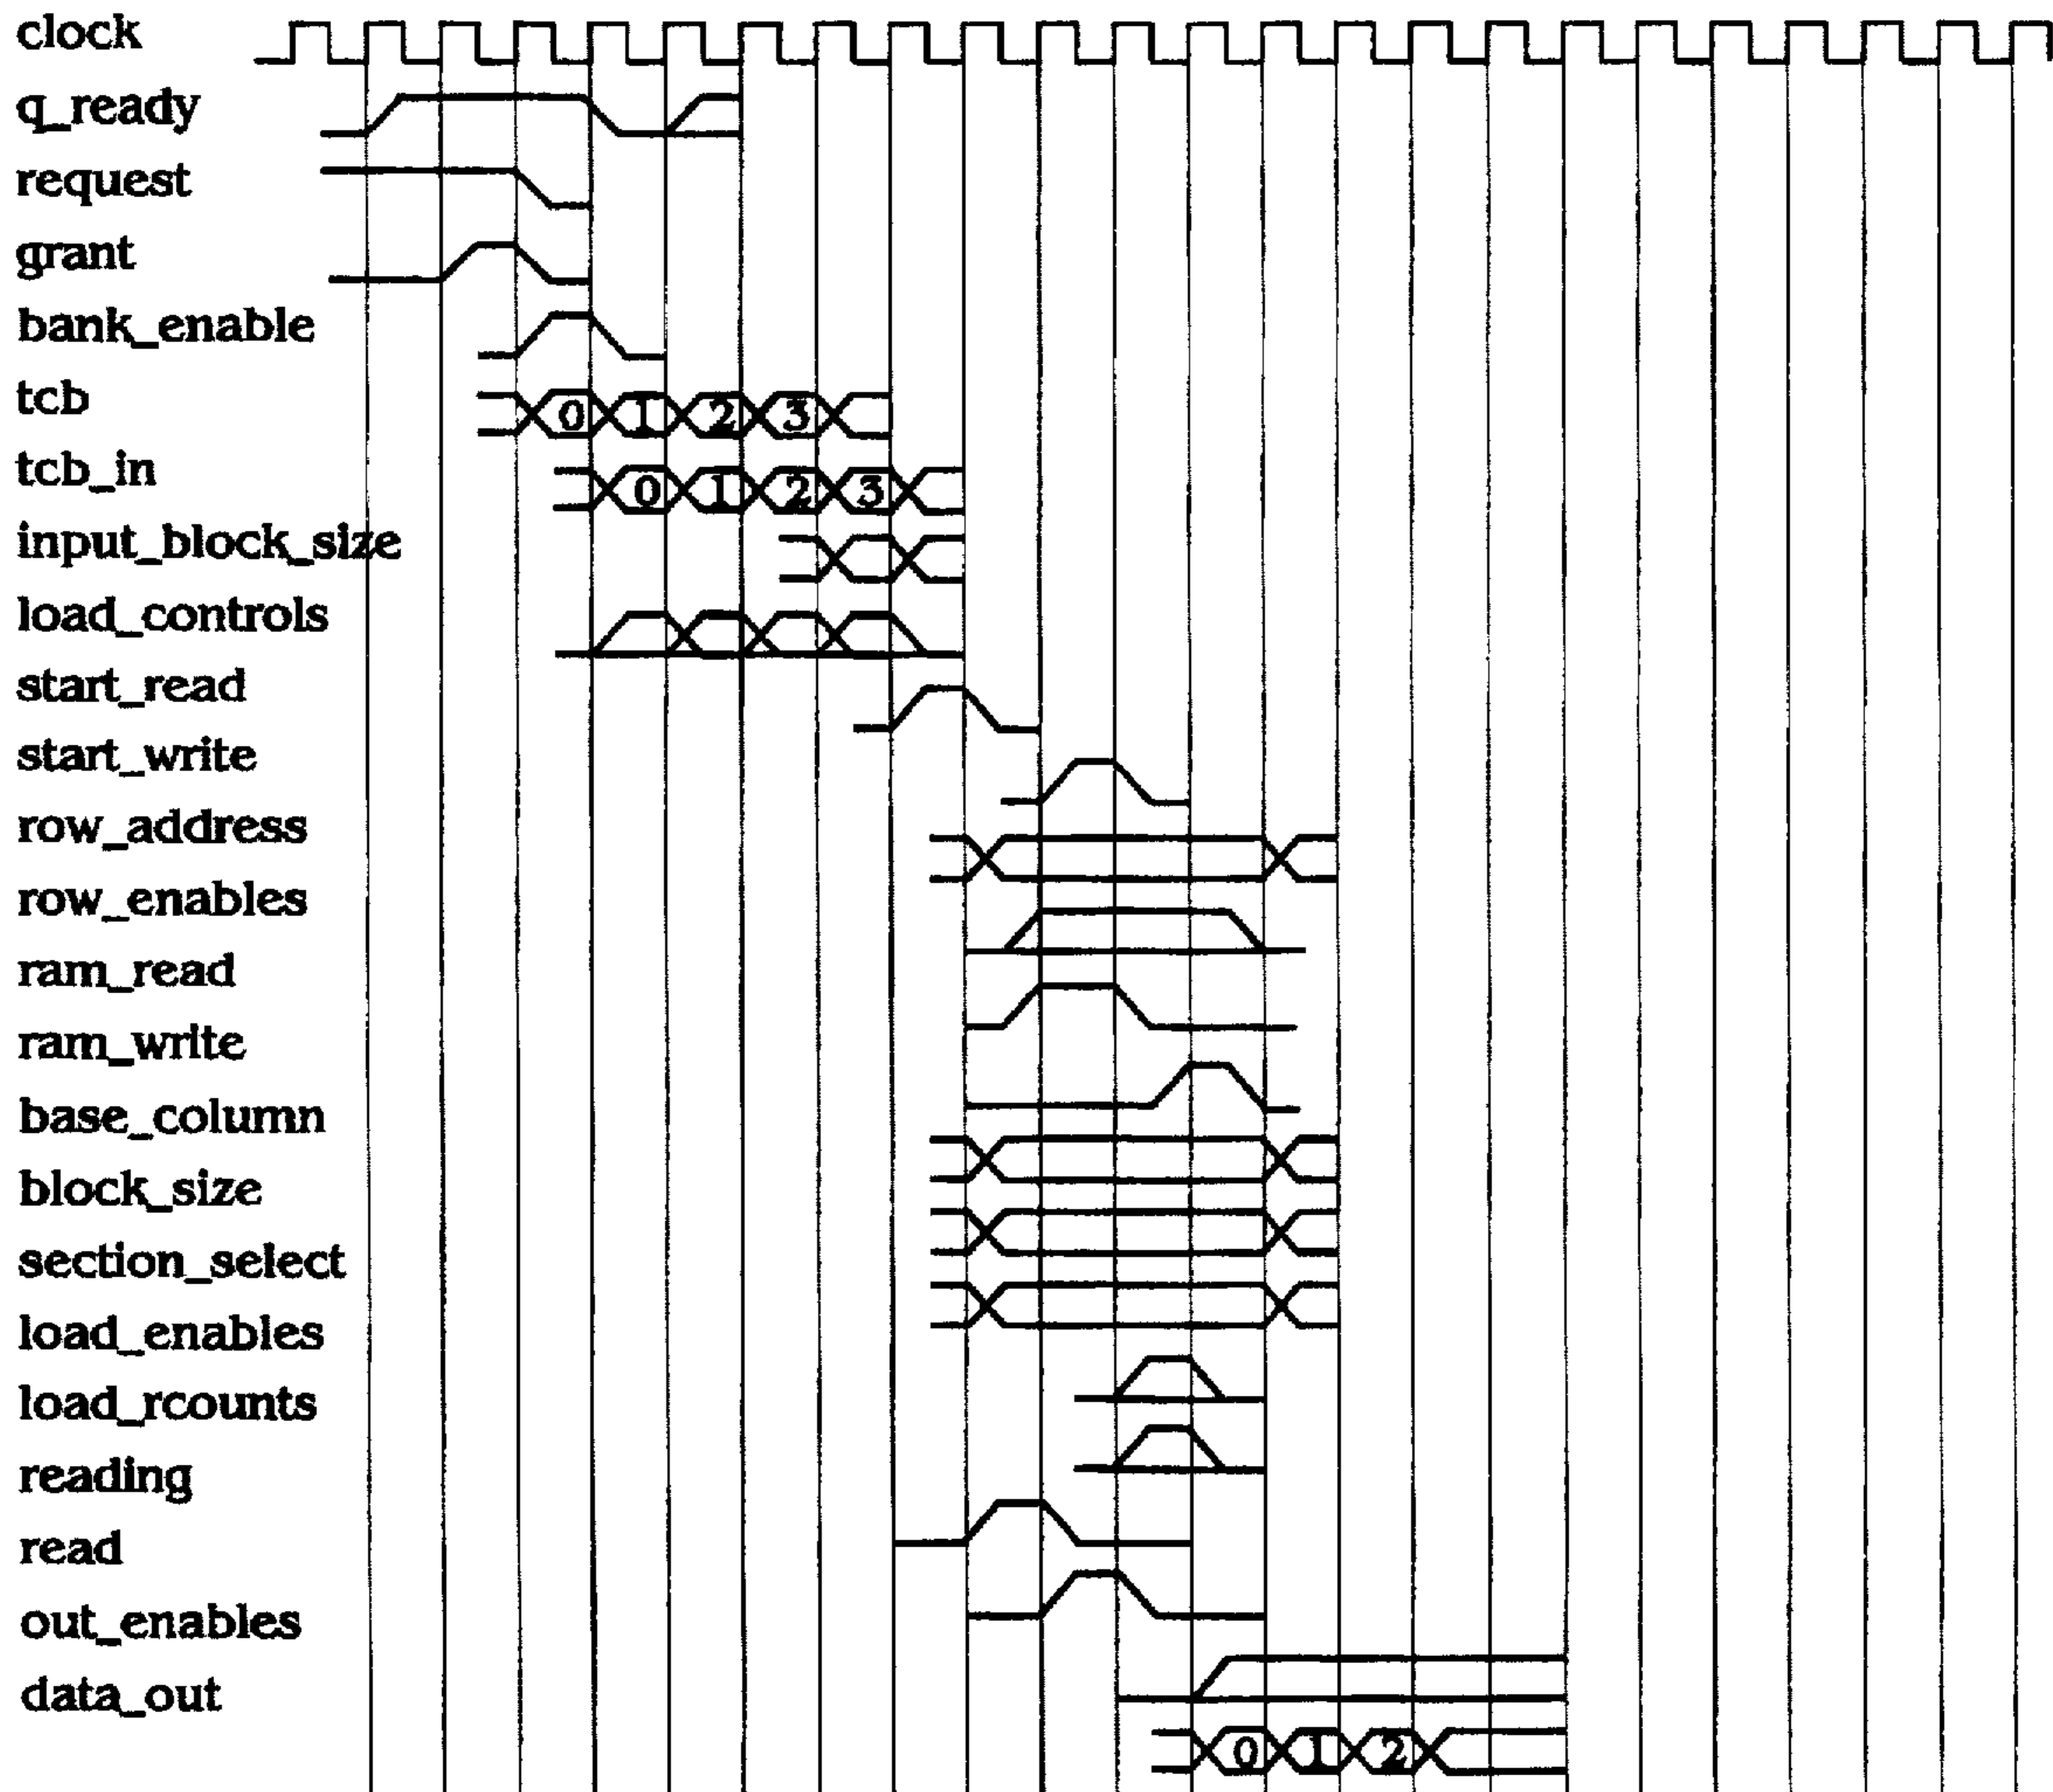 clock
q_ready
request
grant
bank_enable
tcb 0 1 2 3
tcb_in 0 1 2 3
input_block_size
load_controls
start_read
start_write
row_address
row_enables
ram_read
ram_write
base_column
block_size
section_select
load_enables
load_rcounts
reading
read
out_enables
data_out
0 1 2